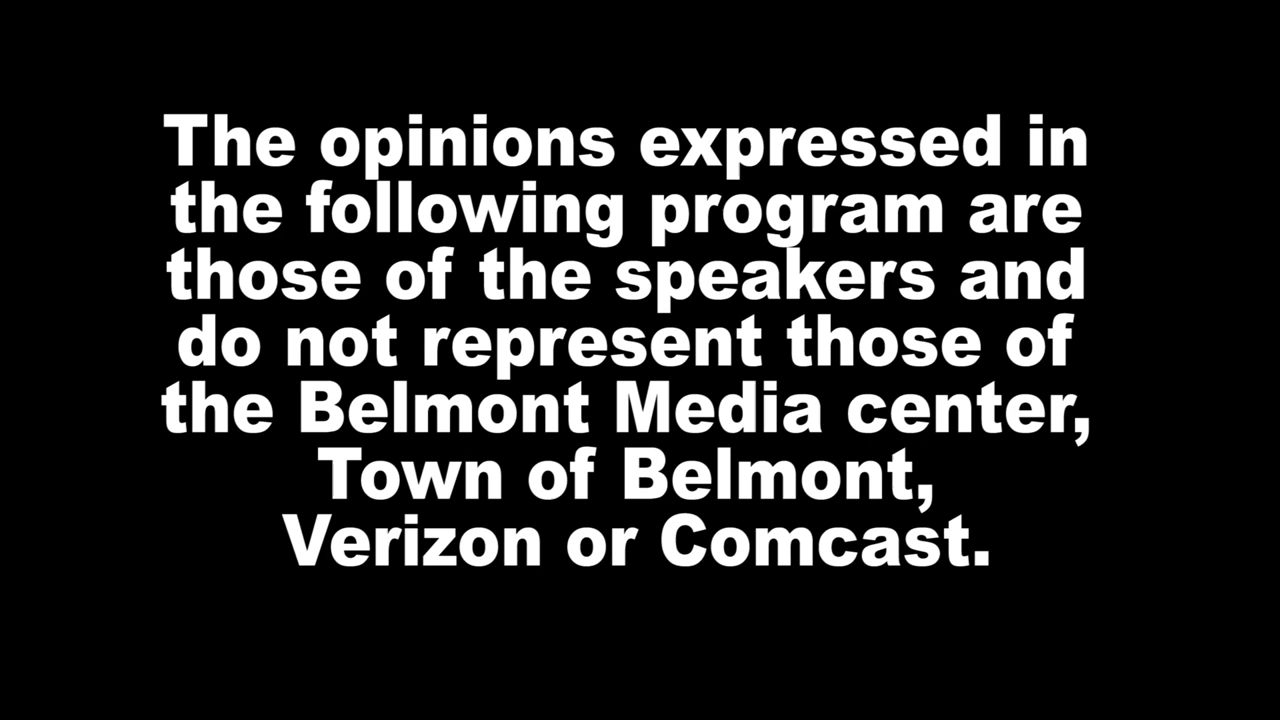 The opinions expressed in
the following program are
those of the speakers and
do not represent those of
the Belmont Media center,
Town of Belmont,
Verizon or Comcast.